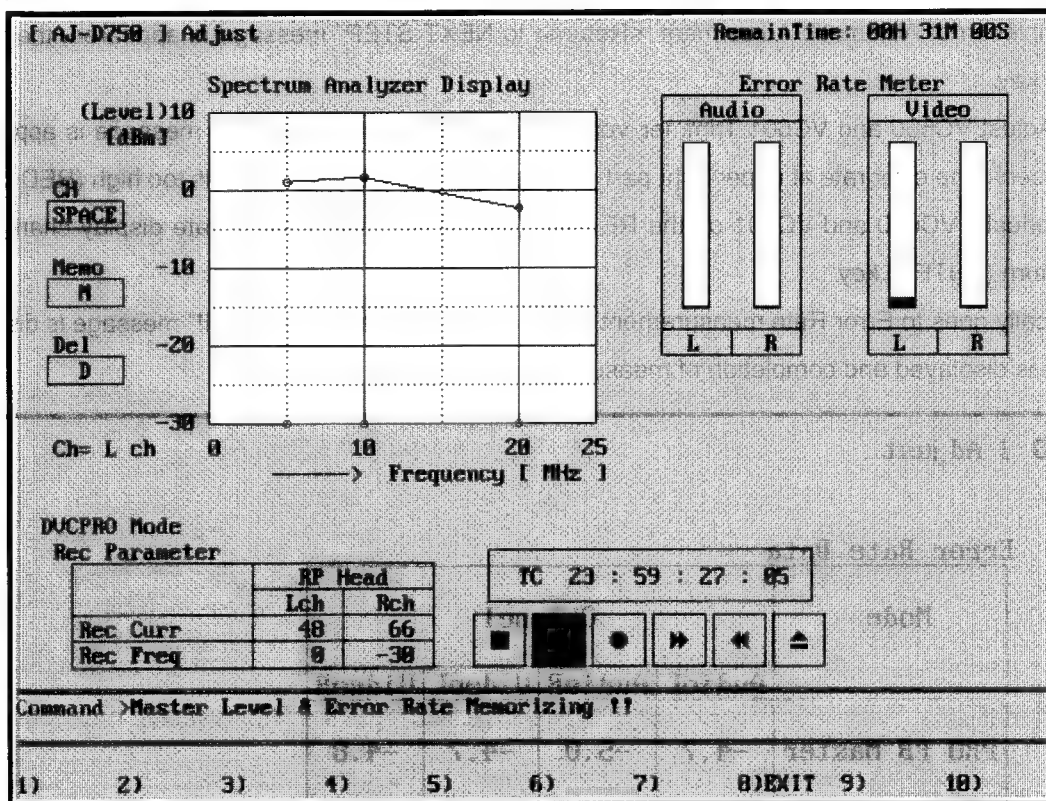 [ AJ-D750 ] Adjust
RemainTime: 00H 31M 00S
Spectrum Analyzer Display
Error Rate Meter
(Level)10
[dBm]
Audio
Video
CH
0
SPACE
Memo
-10
M
Del
-20
D
L R
L R
-30
Ch= L ch
0 10 20 25
-----> Frequency [ MHz ]
DVCPRO Mode
Rec Parameter
RP Head
Lch Rch
Rec Curr 48 66
Rec Freq 0 -30
TC 23 : 59 : 27 : 05
Command >Master Level & Error Rate Memorizing !!
1) 2) 3) 4) 5) 6) 7) 8)EXIT 9) 10)